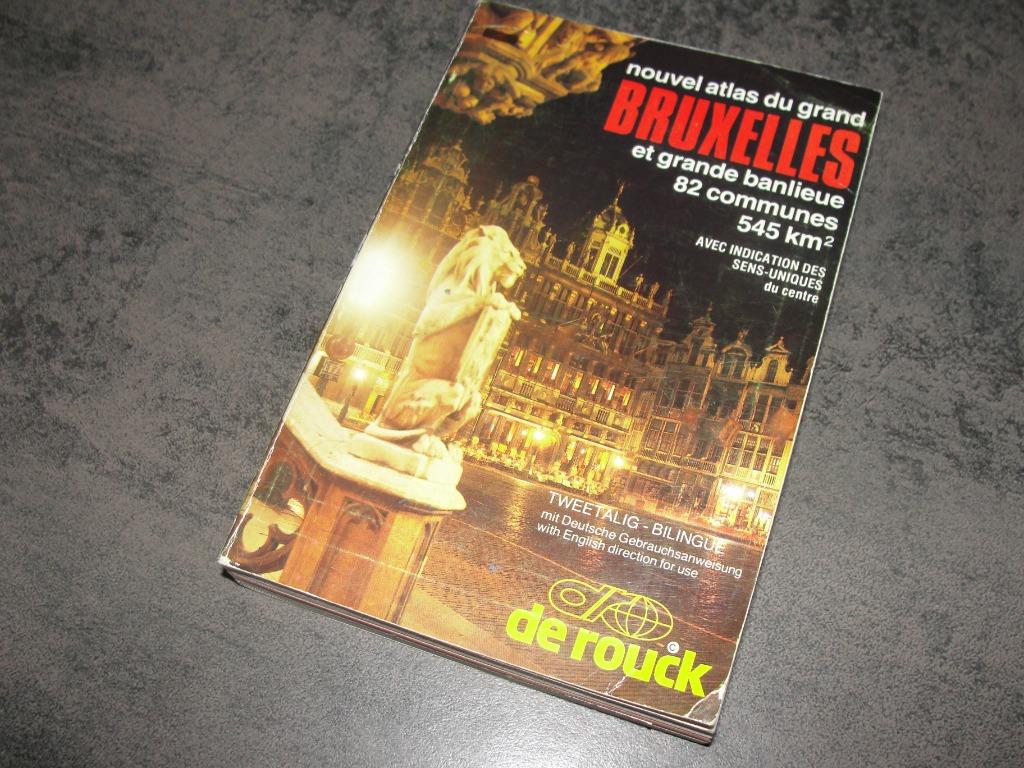 nouvel atlas du grand
BRUXELLES
et grande banlieue
82 communes
545 km²
AVEC INDICATION DES
SENS-UNIQUES
du centre
TWEETALIG - BILINGUE
mit Deutsche Gebrauchsanweisung
with English direction for use
dr
©
de rouck